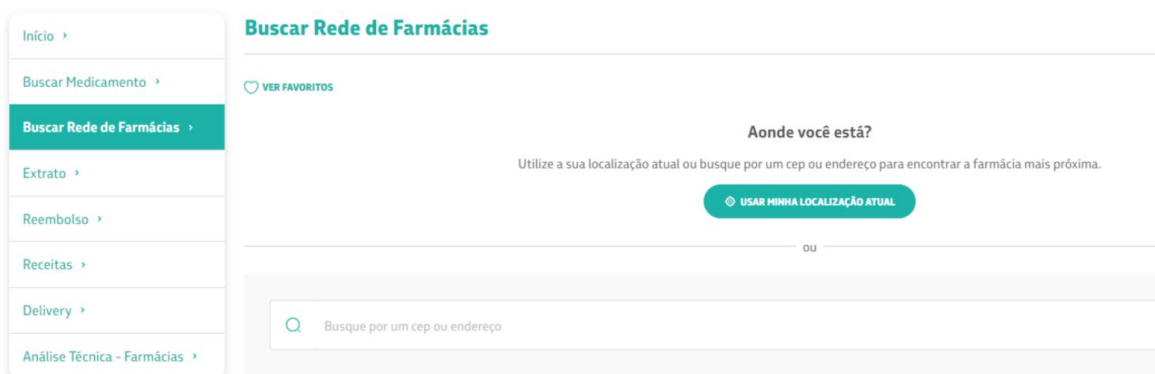 Início
Buscar Medicamento
Buscar Rede de Farmácias
Extrato
Reembolso
Receitas
Delivery
Análise Técnica - Farmácias
Buscar Rede de Farmácias
VER FAVORITOS
Aonde você está?
Utilize a sua localização atual ou busque por um cep ou endereço para encontrar a farmácia mais próxima.
USAR MINHA LOCALIZAÇÃO ATUAL
ou
Busque por um cep ou endereço